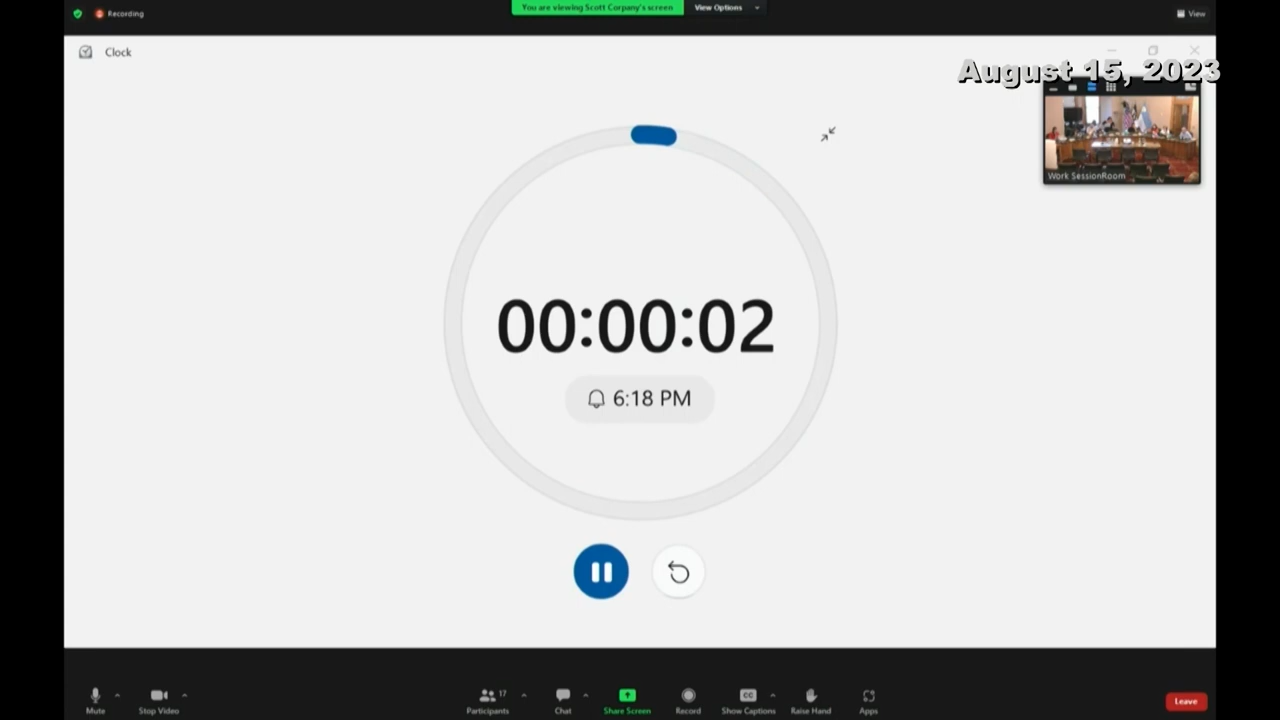 Recording
You are viewing Scott Corpany's screen
View Options
View
Clock
August 15, 2023
Work SessionRoom
00:00:02
6:18 PM
Mute
Stop Video
17
Participants
Chat
Share Screen
Record
CC
Show Captions
Raise Hand
Apps
Leave